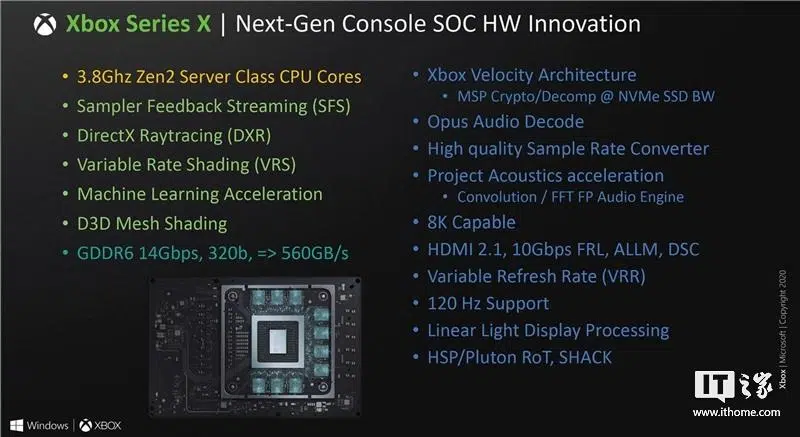 Xbox Series X | Next-Gen Console SOC HW Innovation
• 3.8Ghz Zen2 Server Class CPU Cores
• Sampler Feedback Streaming (SFS)
• DirectX Raytracing (DXR)
• Variable Rate Shading (VRS)
• Machine Learning Acceleration
• D3D Mesh Shading
• GDDR6 14Gbps, 320b, => 560GB/s
• Xbox Velocity Architecture
• MSP Crypto/Decomp @ NVMe SSD BW
• Opus Audio Decode
• High quality Sample Rate Converter
• Project Acoustics acceleration
• Convolution / FFT FP Audio Engine
• 8K Capable
• HDMI 2.1, 10Gbps FRL, ALLM, DSC
• Variable Refresh Rate (VRR)
• 120 Hz Support
• Linear Light Display Processing
• HSP/Pluton RoT, SHACK
Xbox | Microsoft | Copyright 2020
Windows | XBOX
IT之家
www.ithome.com